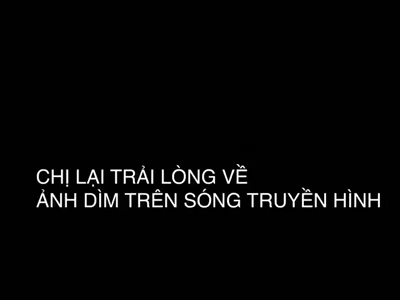 CHỊ LẠI TRẢI LÒNG VỀ
ẢNH DÌM TRÊN SÓNG TRUYỀN HÌNH